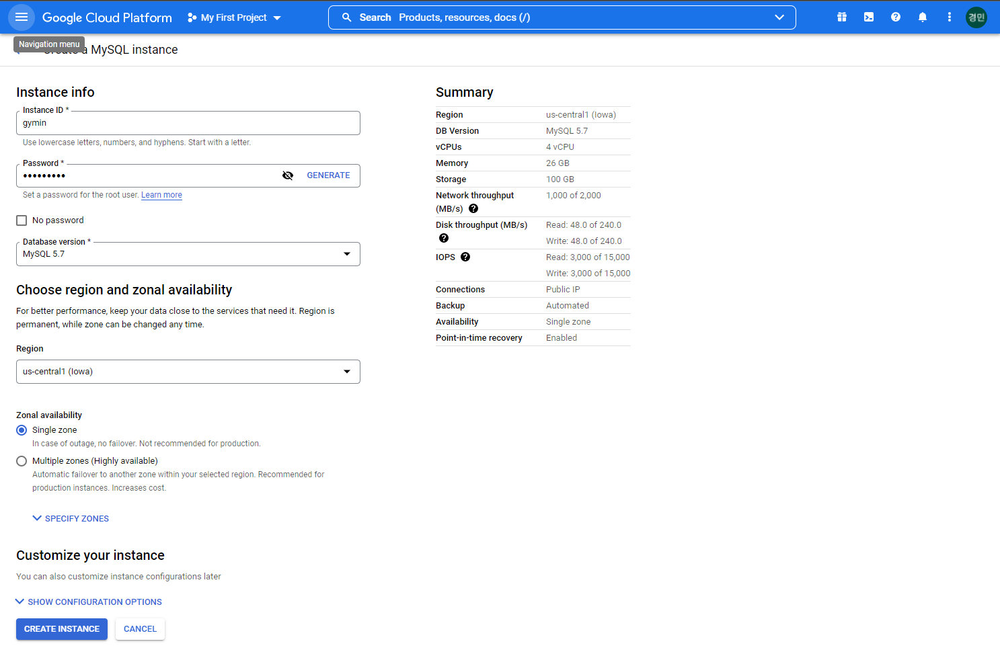 Google Cloud Platform
My First Project
Search Products, resources, docs (/)
경민
Navigation menu
Create a MySQL instance
Instance info
Instance ID *
gymin
Use lowercase letters, numbers, and hyphens. Start with a letter.
Password *
•••••••••
GENERATE
Set a password for the root user. Learn more
No password
Database version *
MySQL 5.7
Choose region and zonal availability
For better performance, keep your data close to the services that need it. Region is
permanent, while zone can be changed any time.
Region
us-central1 (Iowa)
Zonal availability
Single zone
In case of outage, no failover. Not recommended for production.
Multiple zones (Highly available)
Automatic failover to another zone within your selected region. Recommended for
production instances. Increases cost.
SPECIFY ZONES
Customize your instance
You can also customize instance configurations later
SHOW CONFIGURATION OPTIONS
CREATE INSTANCE
CANCEL
Summary
Region us-central1 (Iowa)
DB Version MySQL 5.7
vCPUs 4 vCPU
Memory 26 GB
Storage 100 GB
Network throughput 1,000 of 2,000
(MB/s)
Disk throughput (MB/s) Read: 48.0 of 240.0
Write: 48.0 of 240.0
IOPS Read: 3,000 of 15,000
Write: 3,000 of 15,000
Connections Public IP
Backup Automated
Availability Single zone
Point-in-time recovery Enabled